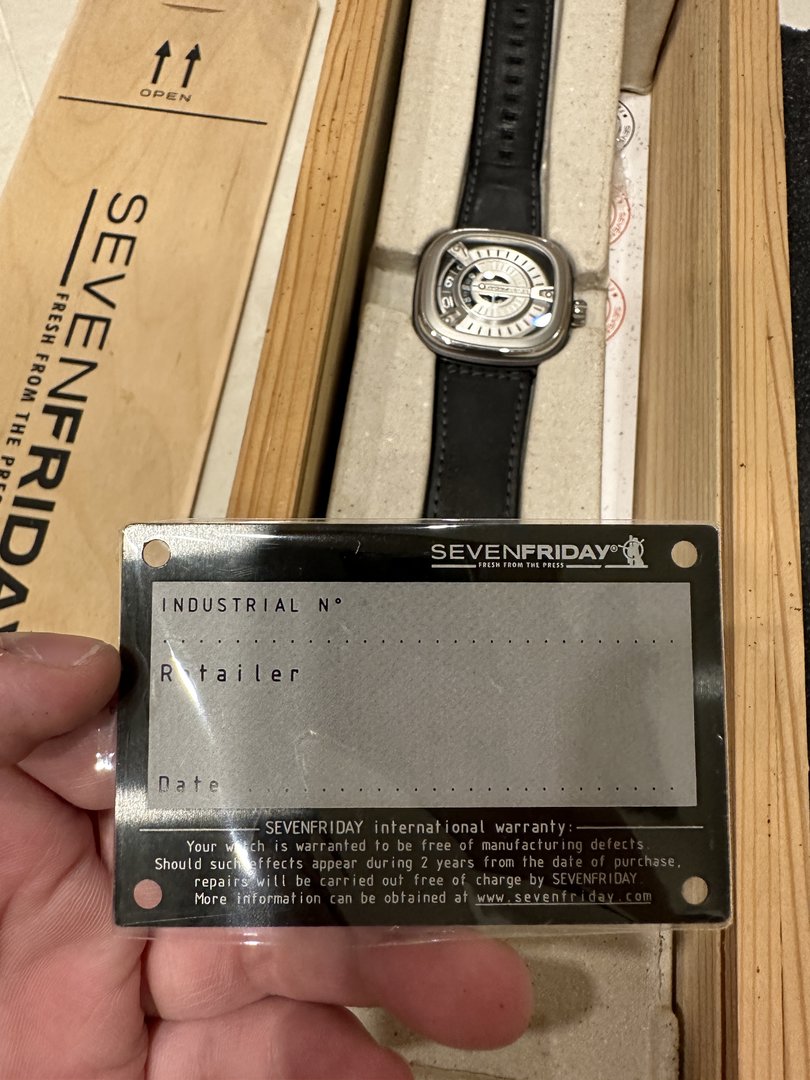 OPEN
SEVENFRIDAY
FRESH FROM THE PRES
SEVENFRIDAY®
FRESH FROM THE PRESS
INDUSTRIAL N°
Retailer
Date
SEVENFRIDAY international warranty:
Your watch is warranted to be free of manufacturing defects.
Should such effects appear during 2 years from the date of purchase,
repairs will be carried out free of charge by SEVENFRIDAY.
More information can be obtained at www.sevenfriday.com